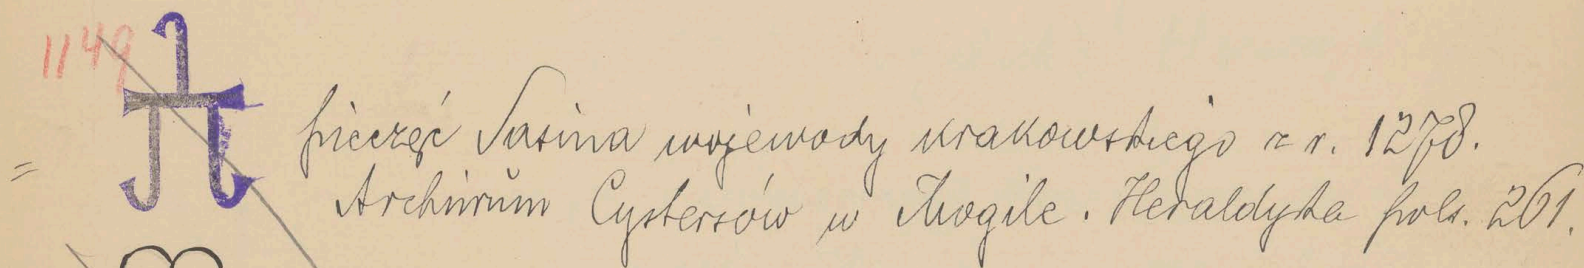 1149
pieczęć Sasina wojewody krakowskiego z r. 1278.
Archiwum Cystersów w Mogile. Heraldyka pols. 261.